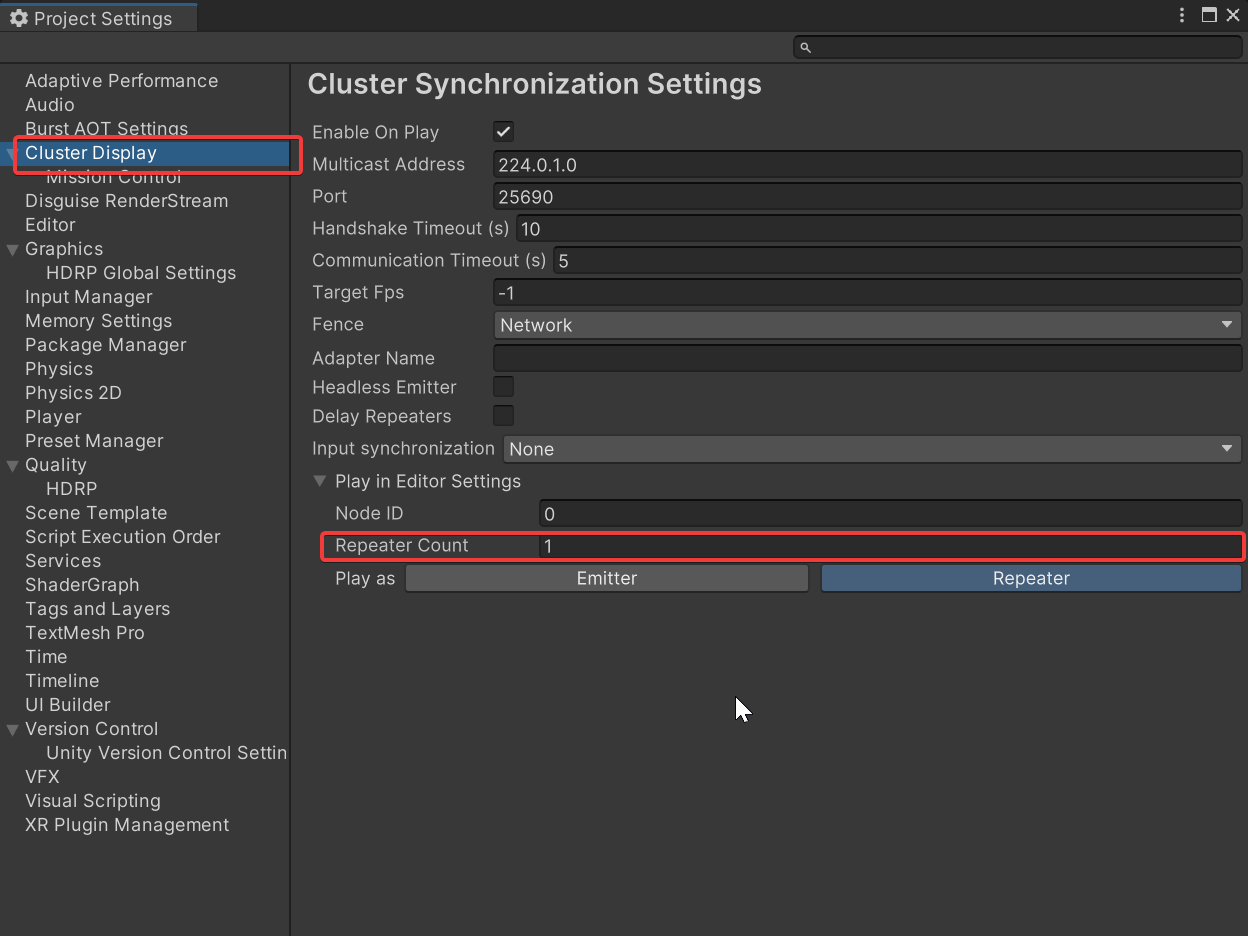 Project Settings
Adaptive Performance
Audio
Burst AOT Settings
Cluster Display
Mission Control
Disguise RenderStream
Editor
Graphics
HDRP Global Settings
Input Manager
Memory Settings
Package Manager
Physics
Physics 2D
Player
Preset Manager
Quality
HDRP
Scene Template
Script Execution Order
Services
ShaderGraph
Tags and Layers
TextMesh Pro
Time
Timeline
UI Builder
Version Control
Unity Version Control Settin
VFX
Visual Scripting
XR Plugin Management
Cluster Synchronization Settings
Enable On Play
Multicast Address 224.0.1.0
Port 25690
Handshake Timeout (s) 10
Communication Timeout (s) 5
Target Fps -1
Fence Network
Adapter Name
Headless Emitter
Delay Repeaters
Input synchronization None
Play in Editor Settings
Node ID 0
Repeater Count 1
Play as Emitter Repeater